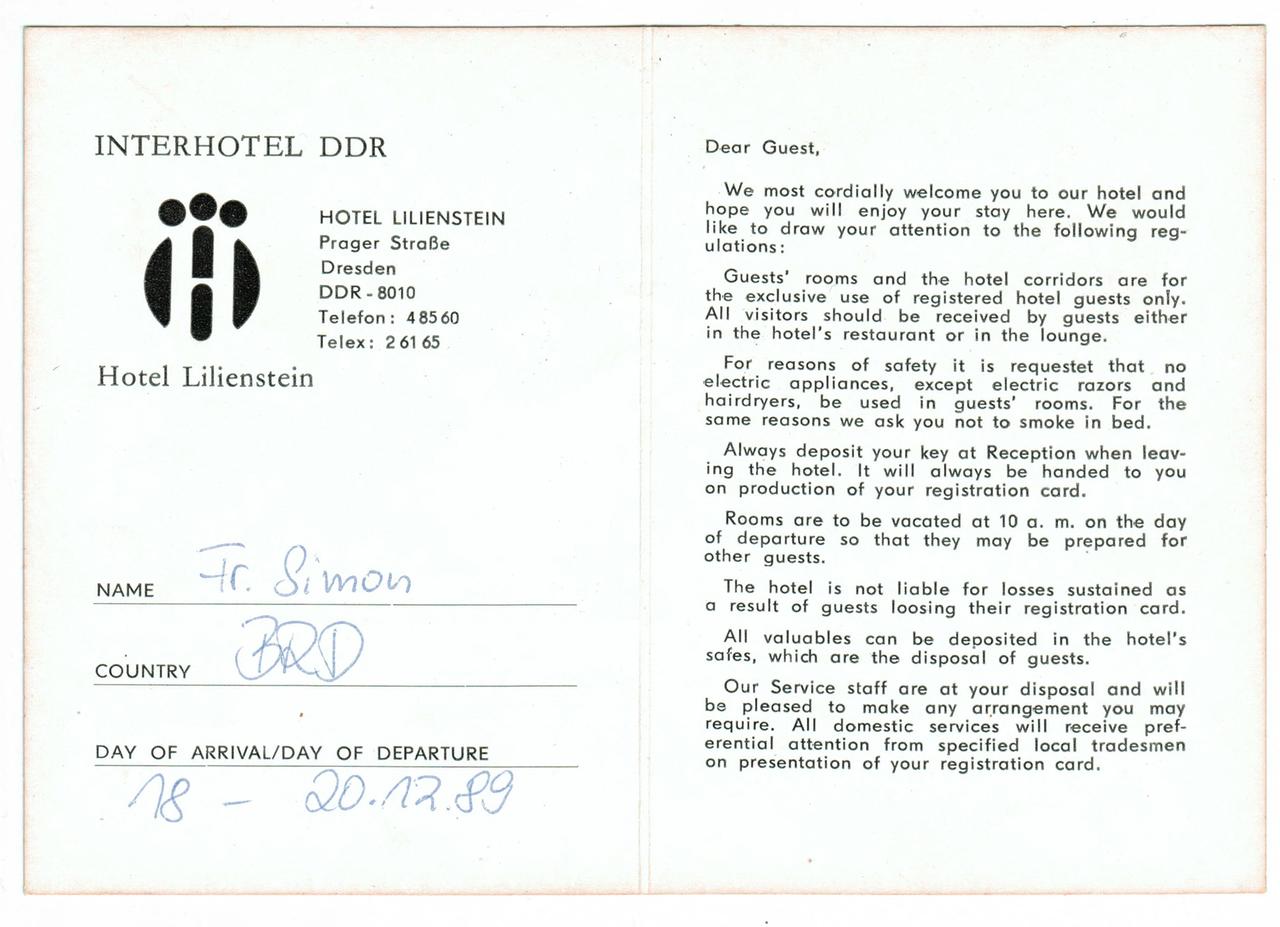 INTERHOTEL DDR
HOTEL LILIENSTEIN
Prager Straße
Dresden
DDR - 8010
Telefon: 4 85 60
Telex: 2 61 65
Hotel Lilienstein
NAME Fr. Simon
COUNTRY BRD
DAY OF ARRIVAL/DAY OF DEPARTURE
18 - 20.12.89
Dear Guest,
We most cordially welcome you to our hotel and
hope you will enjoy your stay here. We would
like to draw your attention to the following reg-
ulations:
Guests' rooms and the hotel corridors are for
the exclusive use of registered hotel guests only.
All visitors should be received by guests either
in the hotel's restaurant or in the lounge.
For reasons of safety it is requestet that no
electric appliances, except electric razors and
hairdryers, be used in guests' rooms. For the
same reasons we ask you not to smoke in bed.
Always deposit your key at Reception when leav-
ing the hotel. It will always be handed to you
on production of your registration card.
Rooms are to be vacated at 10 a. m. on the day
of departure so that they may be prepared for
other guests.
The hotel is not liable for losses sustained as
a result of guests loosing their registration card.
All valuables can be deposited in the hotel's
safes, which are the disposal of guests.
Our Service staff are at your disposal and will
be pleased to make any arrangement you may
require. All domestic services will receive pref-
erential attention from specified local tradesmen
on presentation of your registration card.